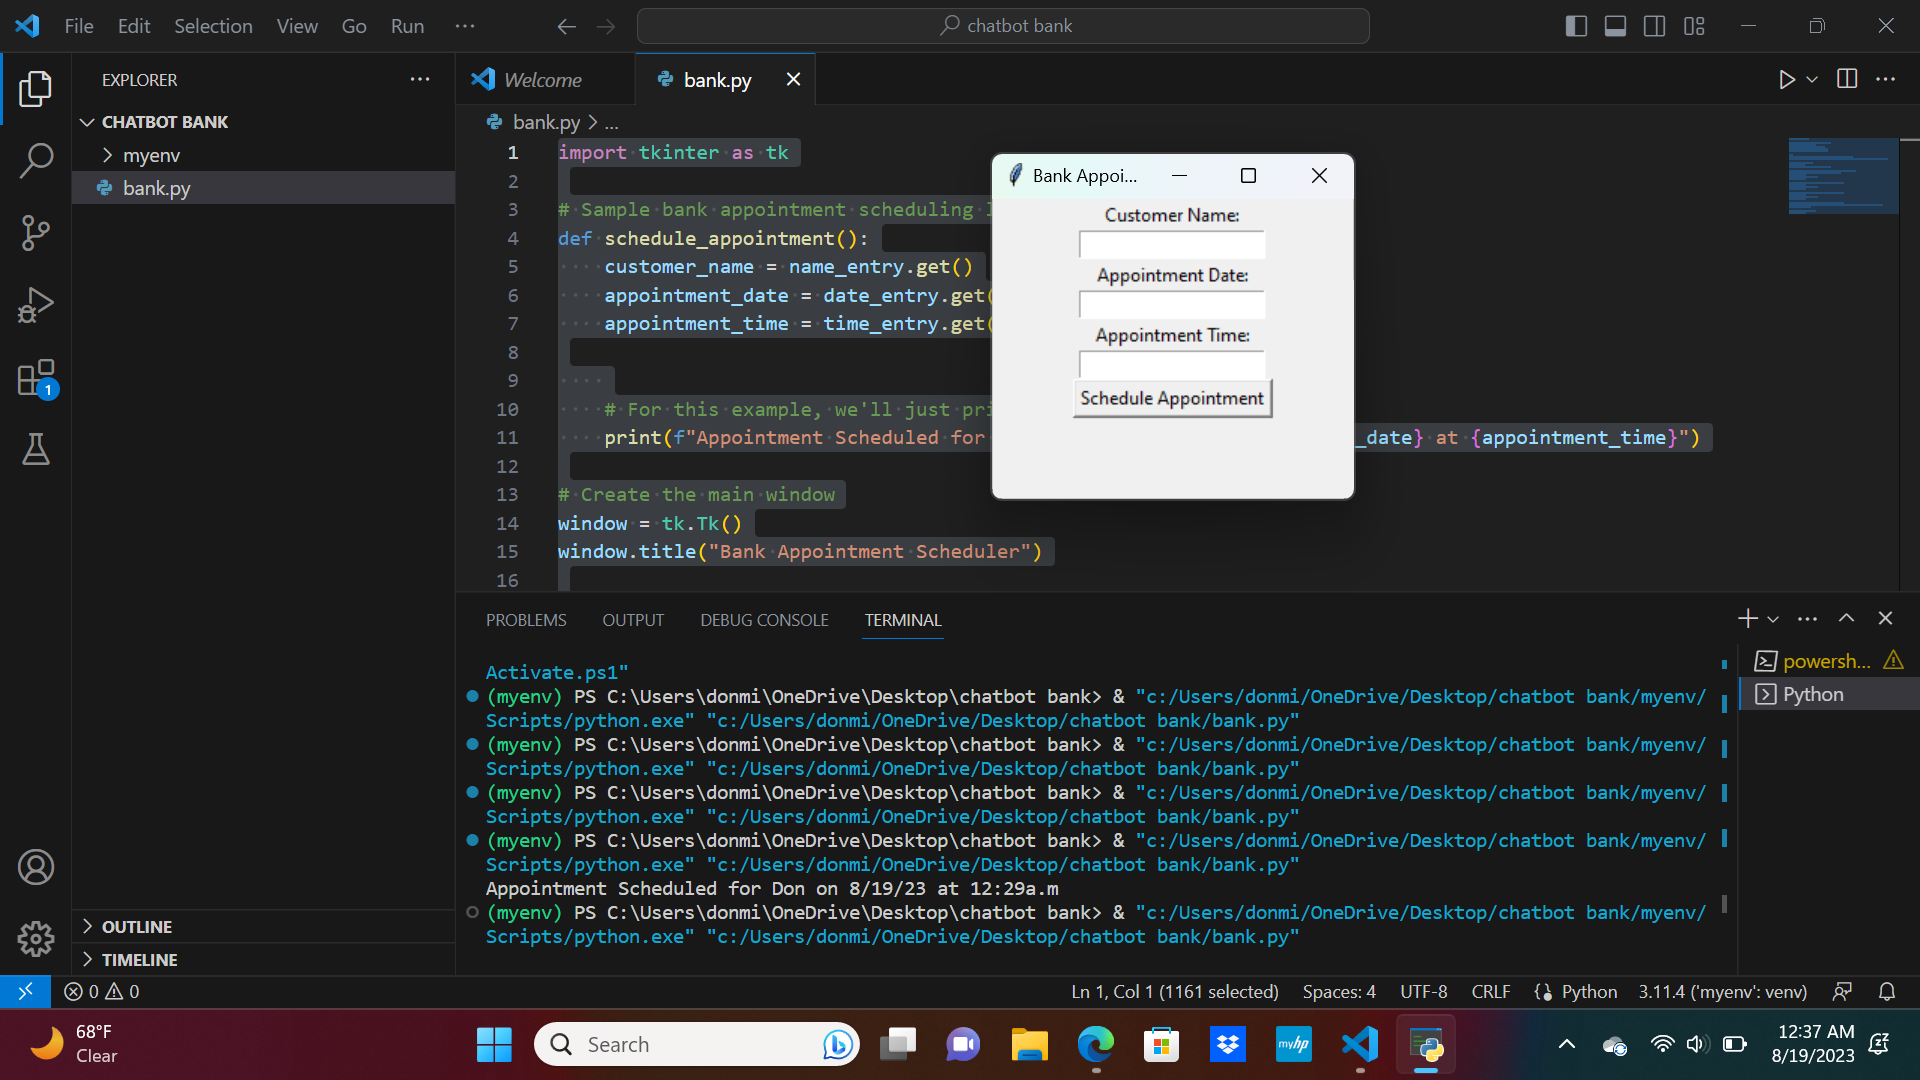 File Edit Selection View Go Run ...
chatbot bank
EXPLORER
CHATBOT BANK
myenv
bank.py
OUTLINE
TIMELINE
1
Welcome
bank.py
bank.py > ...
1 import tkinter as tk
2
3 # Sample bank appointment scheduling
4 def schedule_appointment():
5 customer_name = name_entry.get()
6 appointment_date = date_entry.get(
7 appointment_time = time_entry.get(
8
9
10 # For this example, we'll just pri
11 print(f"Appointment Scheduled for _date} at {appointment_time}")
12
13 # Create the main window
14 window = tk.Tk()
15 window.title("Bank Appointment Scheduler")
16
Bank Appoi...
Customer Name:
Appointment Date:
Appointment Time:
Schedule Appointment
PROBLEMS OUTPUT DEBUG CONSOLE TERMINAL
powersh...
Python
Activate.ps1"
(myenv) PS C:\Users\donmi\OneDrive\Desktop\chatbot bank> & "c:/Users/donmi/OneDrive/Desktop/chatbot bank/myenv/
Scripts/python.exe" "c:/Users/donmi/OneDrive/Desktop/chatbot bank/bank.py"
(myenv) PS C:\Users\donmi\OneDrive\Desktop\chatbot bank> & "c:/Users/donmi/OneDrive/Desktop/chatbot bank/myenv/
Scripts/python.exe" "c:/Users/donmi/OneDrive/Desktop/chatbot bank/bank.py"
(myenv) PS C:\Users\donmi\OneDrive\Desktop\chatbot bank> & "c:/Users/donmi/OneDrive/Desktop/chatbot bank/myenv/
Scripts/python.exe" "c:/Users/donmi/OneDrive/Desktop/chatbot bank/bank.py"
(myenv) PS C:\Users\donmi\OneDrive\Desktop\chatbot bank> & "c:/Users/donmi/OneDrive/Desktop/chatbot bank/myenv/
Scripts/python.exe" "c:/Users/donmi/OneDrive/Desktop/chatbot bank/bank.py"
Appointment Scheduled for Don on 8/19/23 at 12:29a.m
(myenv) PS C:\Users\donmi\OneDrive\Desktop\chatbot bank> & "c:/Users/donmi/OneDrive/Desktop/chatbot bank/myenv/
Scripts/python.exe" "c:/Users/donmi/OneDrive/Desktop/chatbot bank/bank.py"
0 0 Ln 1, Col 1 (1161 selected) Spaces: 4 UTF-8 CRLF Python 3.11.4 ('myenv': venv)
68°F
Clear
Search
myhp
12:37 AM
8/19/2023